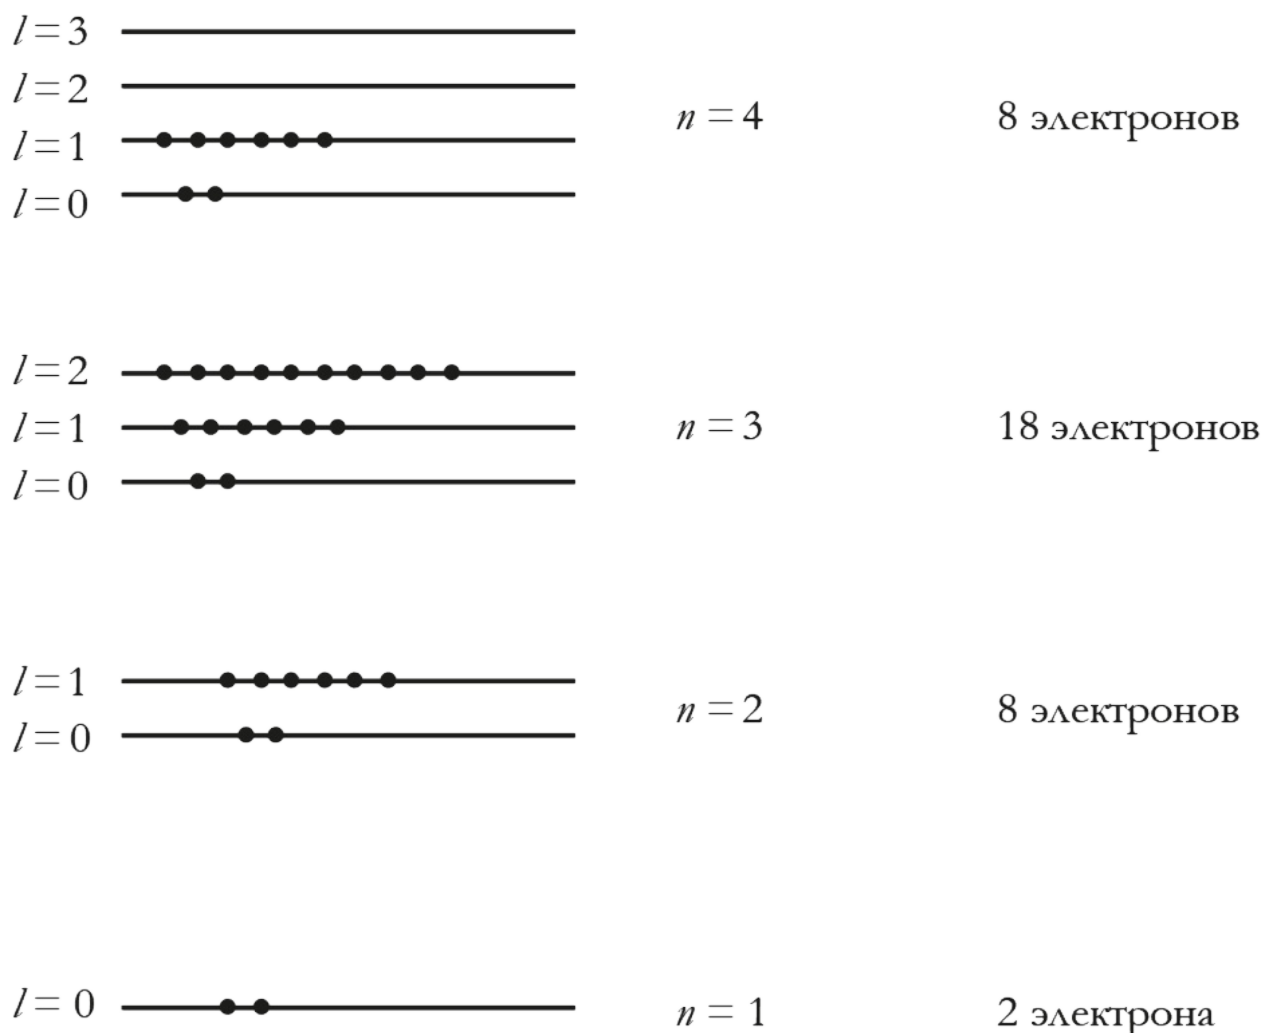 l = 3
l = 2
n = 4 8 электронов
l = 1
l = 0
l = 2
l = 1 n = 3 18 электронов
l = 0
l = 1
n = 2 8 электронов
l = 0
l = 0 n = 1 2 электрона